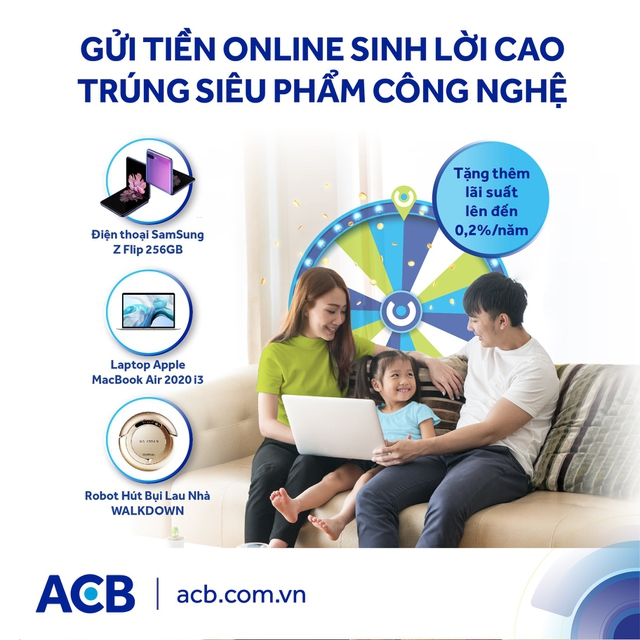 GỬI TIỀN ONLINE SINH LỜI CAO
TRÚNG SIÊU PHẨM CÔNG NGHỆ
Tặng thêm
lãi suất
lên đến
0,2%/năm
Điện thoại SamSung
Z Flip 256GB
Laptop Apple
MacBook Air 2020 i3
Robot Hút Bụi Lau Nhà
WALKDOWN
ACB
acb.com.vn